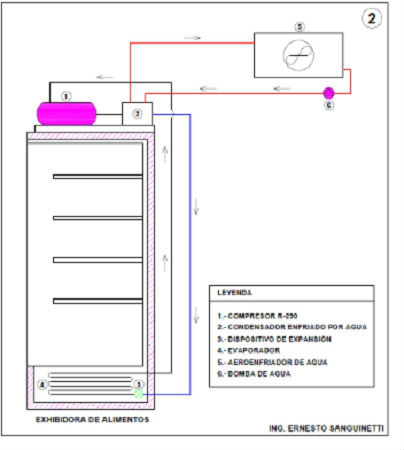 2
5
1
2
6
LEYENDA
1.- COMPRESOR R-290
2.- CONDENSADOR ENFRIADO POR AGUA
3.- DISPOSITIVO DE EXPANSIÓN
4.- EVAPORADOR
5.- AEROENFRIADOR DE AGUA
6.- BOMBA DE AGUA
4
3
EXHIBIDORA DE ALIMENTOS
ING. ERNESTO SANGUINETTI